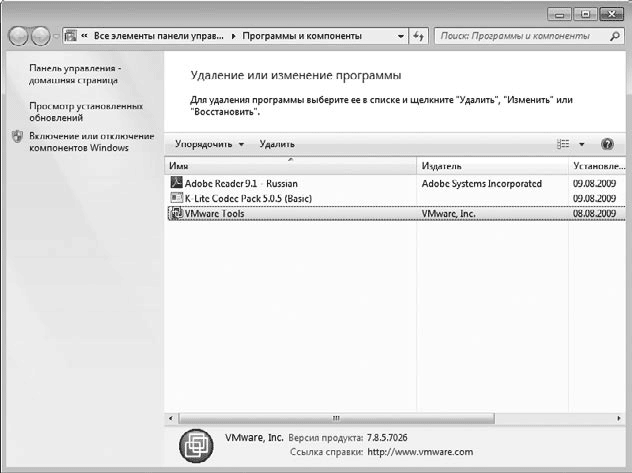 « Все элементы панели управ... Программы и компоненты
Поиск: Программы и компоненты
Панель управления -
домашняя страница
Просмотр установленных
обновлений
Включение или отключение
компонентов Windows
Удаление или изменение программы
Для удаления программы выберите ее в списке и щелкните "Удалить", "Изменить" или
"Восстановить".
Упорядочить Удалить
Имя Издатель Установле...
Adobe Reader 9.1 - Russian Adobe Systems Incorporated 09.08.2009
K-Lite Codec Pack 5.0.5 (Basic) 09.08.2009
VMware Tools VMware, Inc. 08.08.2009
VMware, Inc. Версия продукта: 7.8.5.7026
Ссылка справки: http://www.vmware.com